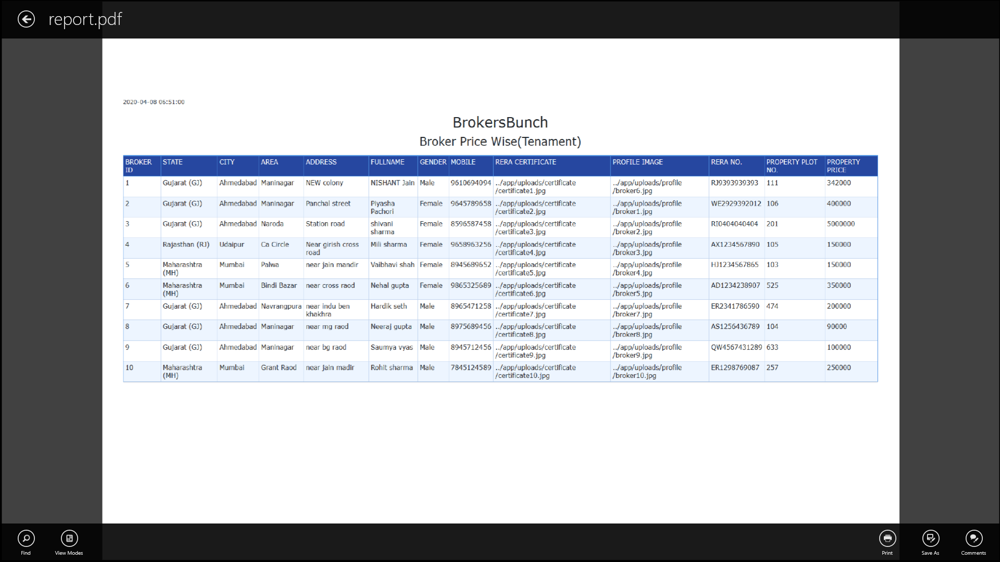 report.pdf
2020-04-08 06:51:00
BrokersBunch
Broker Price Wise(Tenament)
BROKER ID STATE CITY AREA ADDRESS FULLNAME GENDER MOBILE RERA CERTIFICATE PROFILE IMAGE RERA NO. PROPERTY PLOT NO. PROPERTY PRICE
1 Gujarat (GJ) Ahmedabad Maninagar NEW colony NISHANT Jain Male 9610694094 ../app/uploads/certificate/certificate1.jpg ../app/uploads/profile/broker6.jpg RJ9393939393 111 342000
2 Gujarat (GJ) Ahmedabad Maninagar Panchal street Piyasha Pachori Female 9645789658 ../app/uploads/certificate/certificate2.jpg ../app/uploads/profile/broker1.jpg WE2929392012 106 400000
3 Gujarat (GJ) Ahmedabad Naroda Station road shivani sharma Female 8596587458 ../app/uploads/certificate/certificate3.jpg ../app/uploads/profile/broker2.jpg RI0404040404 201 5000000
4 Rajasthan (RJ) Udaipur Ca Circle Near girish cross road Mili sharma Female 9658963256 ../app/uploads/certificate/certificate4.jpg ../app/uploads/profile/broker3.jpg AX1234567890 105 150000
5 Maharashtra (MH) Mumbai Palwa near jain mandir Vaibhavi shah Female 8945689652 ../app/uploads/certificate/certificate5.jpg ../app/uploads/profile/broker4.jpg HJ1234567865 103 150000
6 Maharashtra (MH) Mumbai Bindi Bazar near cross raod Nehal gupta Female 9865325689 ../app/uploads/certificate/certificate6.jpg ../app/uploads/profile/broker5.jpg AD1234238907 525 350000
7 Gujarat (GJ) Ahmedabad Navrangpura near indu ben khakhra Hardik seth Male 8965471258 ../app/uploads/certificate/certificate7.jpg ../app/uploads/profile/broker7.jpg ER2341786590 474 200000
8 Gujarat (GJ) Ahmedabad Maninagar near mg raod Neeraj gupta Male 8975689456 ../app/uploads/certificate/certificate8.jpg ../app/uploads/profile/broker8.jpg AS1256436789 104 90000
9 Gujarat (GJ) Ahmedabad Maninagar near bg raod Saumya vyas Male 8945712456 ../app/uploads/certificate/certificate9.jpg ../app/uploads/profile/broker9.jpg QW4567431289 633 100000
10 Maharashtra (MH) Mumbai Grant Raod near jain madir Rohit sharma Male 7845124589 ../app/uploads/certificate/certificate10.jpg ../app/uploads/profile/broker10.jpg ER1298769087 257 250000
Find View Modes Print Save As Comments